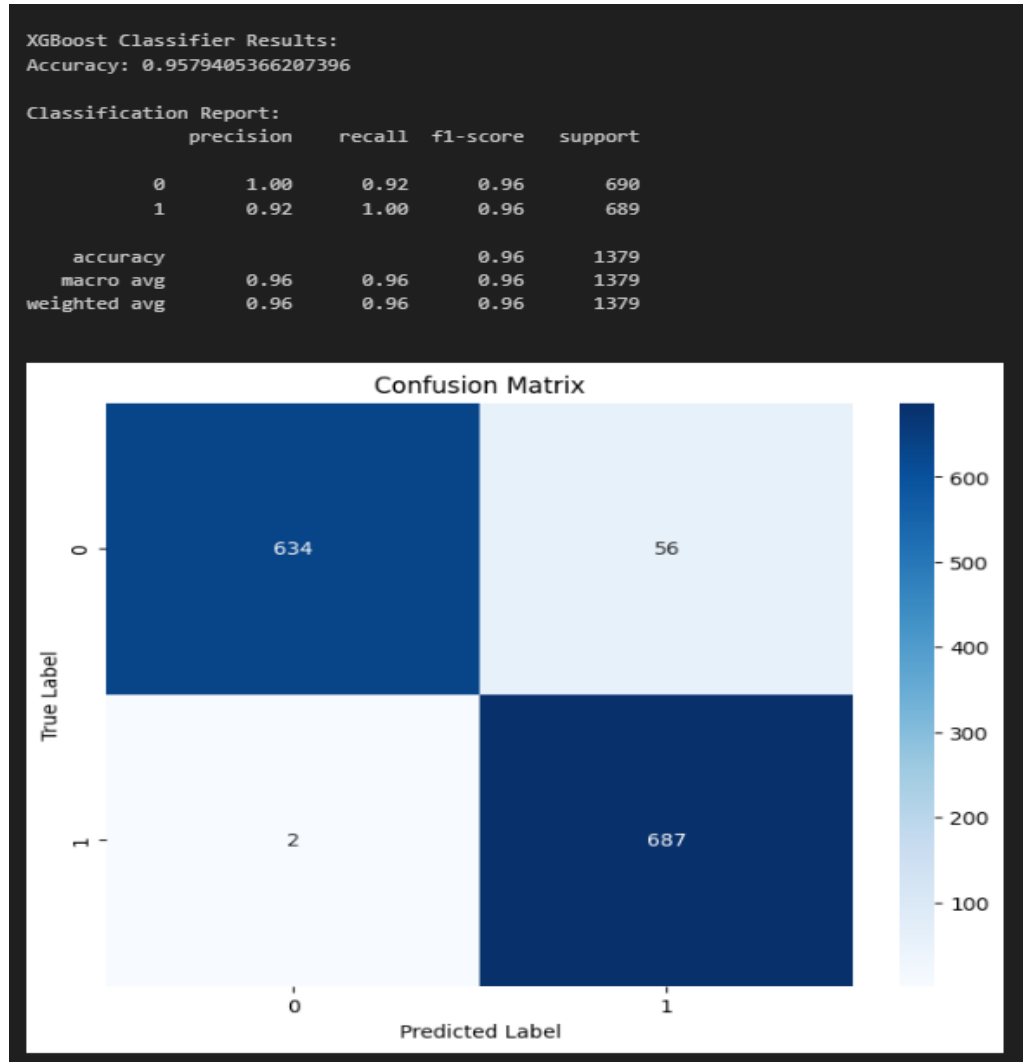 XGBoost Classifier Results:
Accuracy: 0.9579405366207396
Classification Report:
precision recall f1-score support
0 1.00 0.92 0.96 690
1 0.92 1.00 0.96 689
accuracy 0.96 1379
macro avg 0.96 0.96 0.96 1379
weighted avg 0.96 0.96 0.96 1379
Confusion Matrix
600
634 56
0
500
400
True Label
300
200
2 687
1
100
0 1
Predicted Label